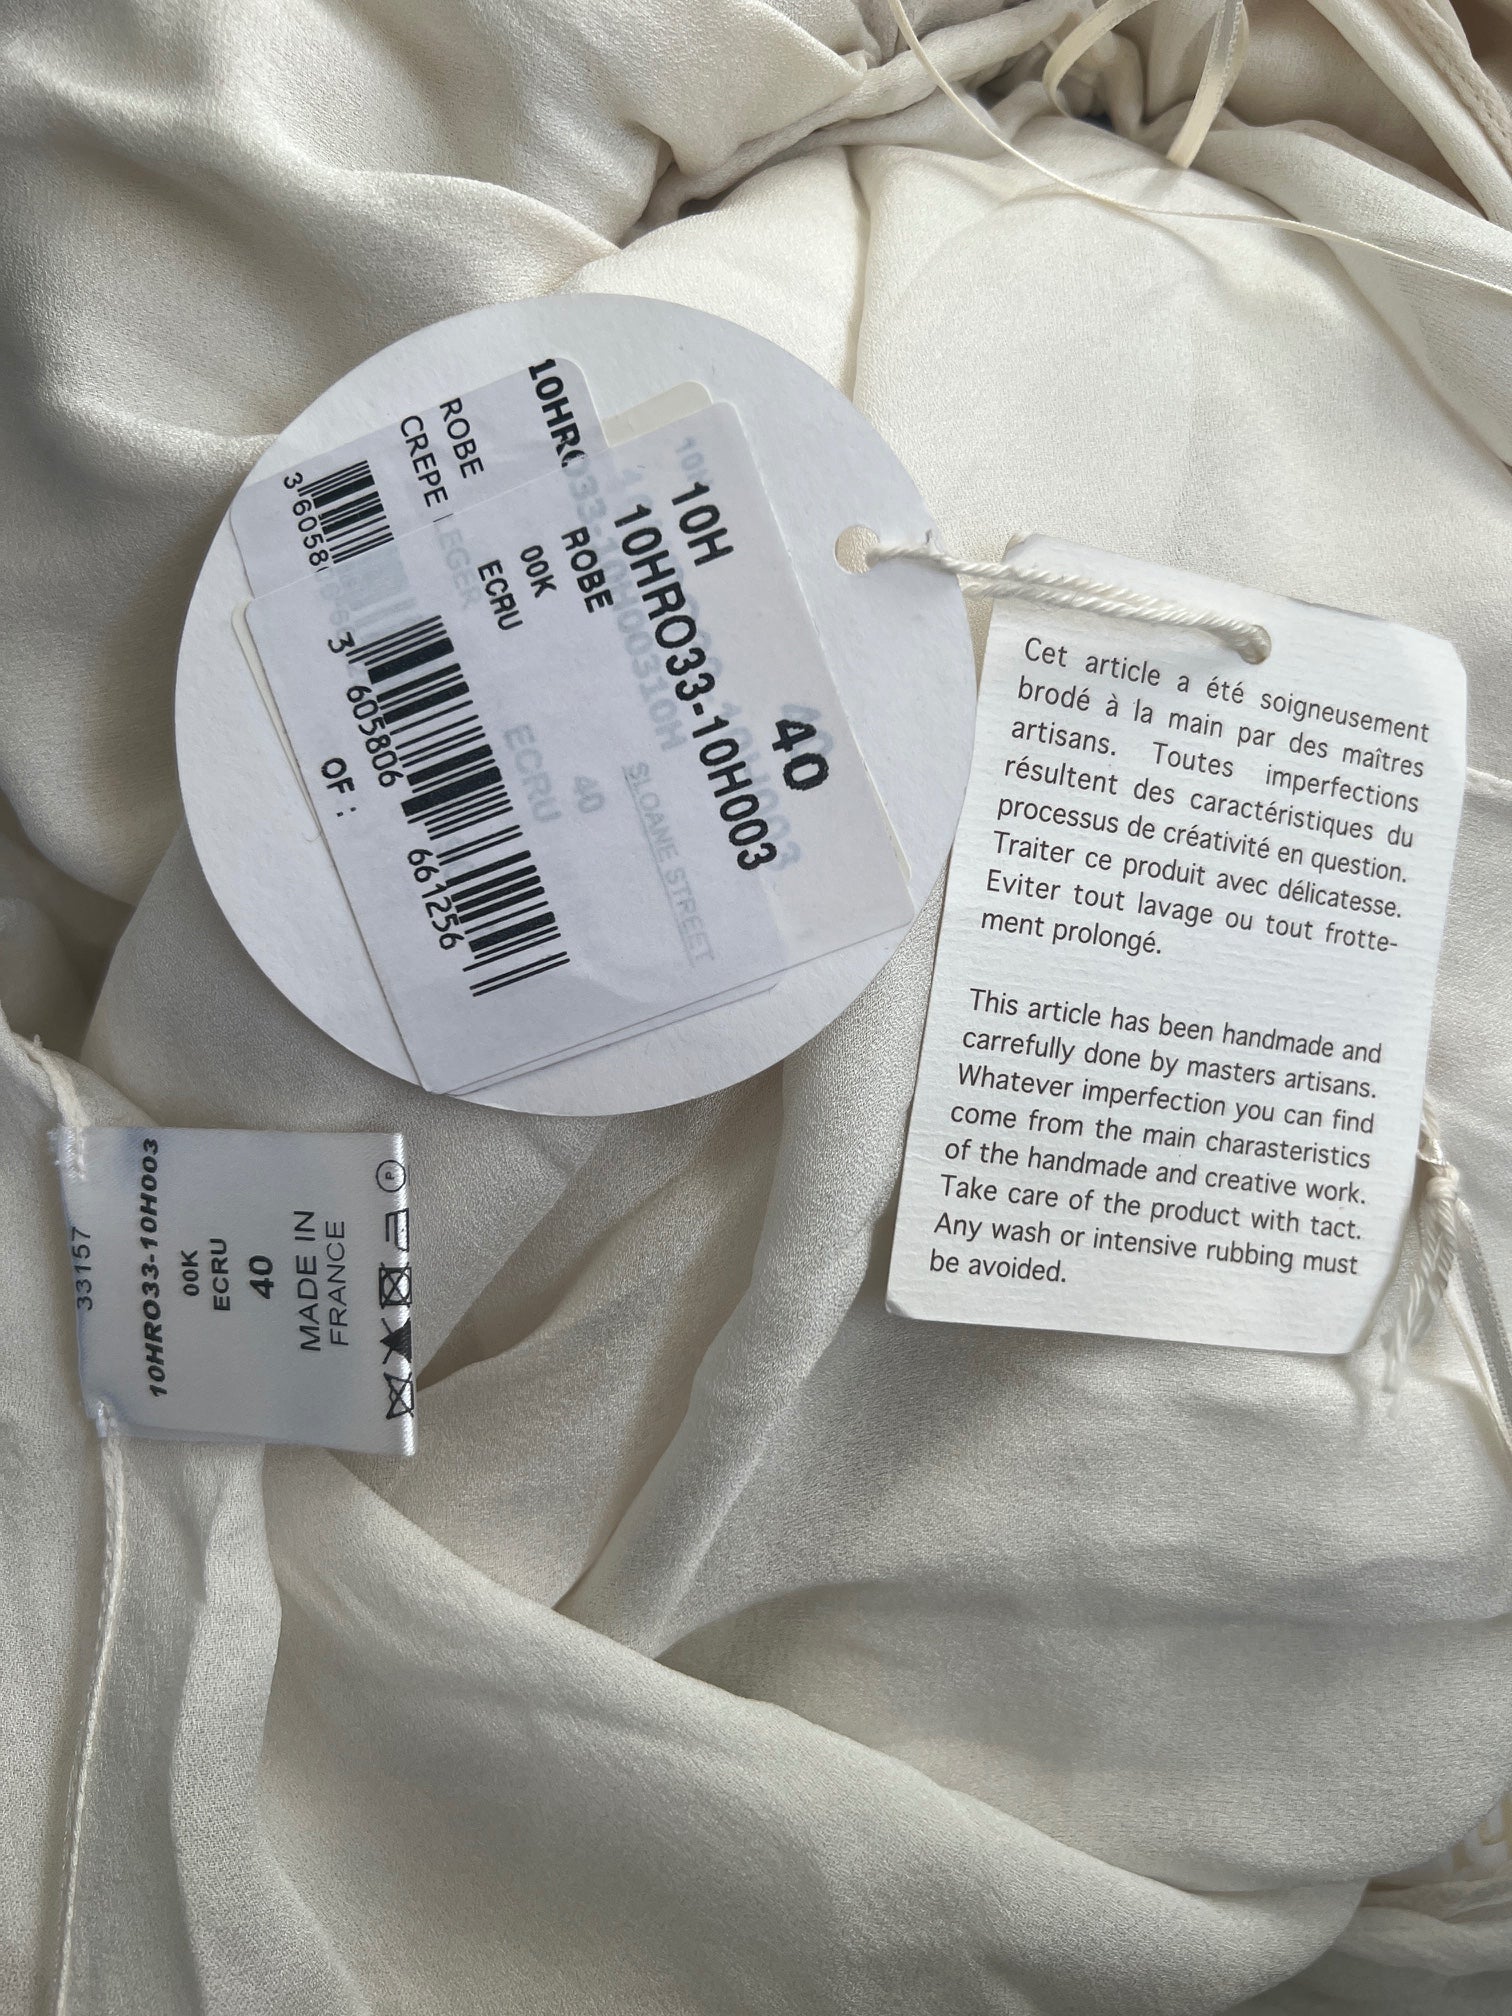 10HRO
ROBE
CREPE LEGER
3 60580
10H
10H
40
10HRO33-10H003
ROBE
00K
ECRU
40
ECRU
SLOANE STREET
3 605806 661256
OF :
Cet article a été soigneusement
brodé à la main par des maîtres
artisans. Toutes imperfections
résultent des caractéristiques du
processus de créativité en question.
Traiter ce produit avec délicatesse.
Eviter tout lavage ou tout frotte-
ment prolongé.
This article has been handmade and
carrefully done by masters artisans.
Whatever imperfection you can find
come from the main charasteristics
of the handmade and creative work.
Take care of the product with tact.
Any wash or intensive rubbing must
be avoided.
33157
10HRO33-10H003
00K
ECRU
40
MADE IN
FRANCE
P